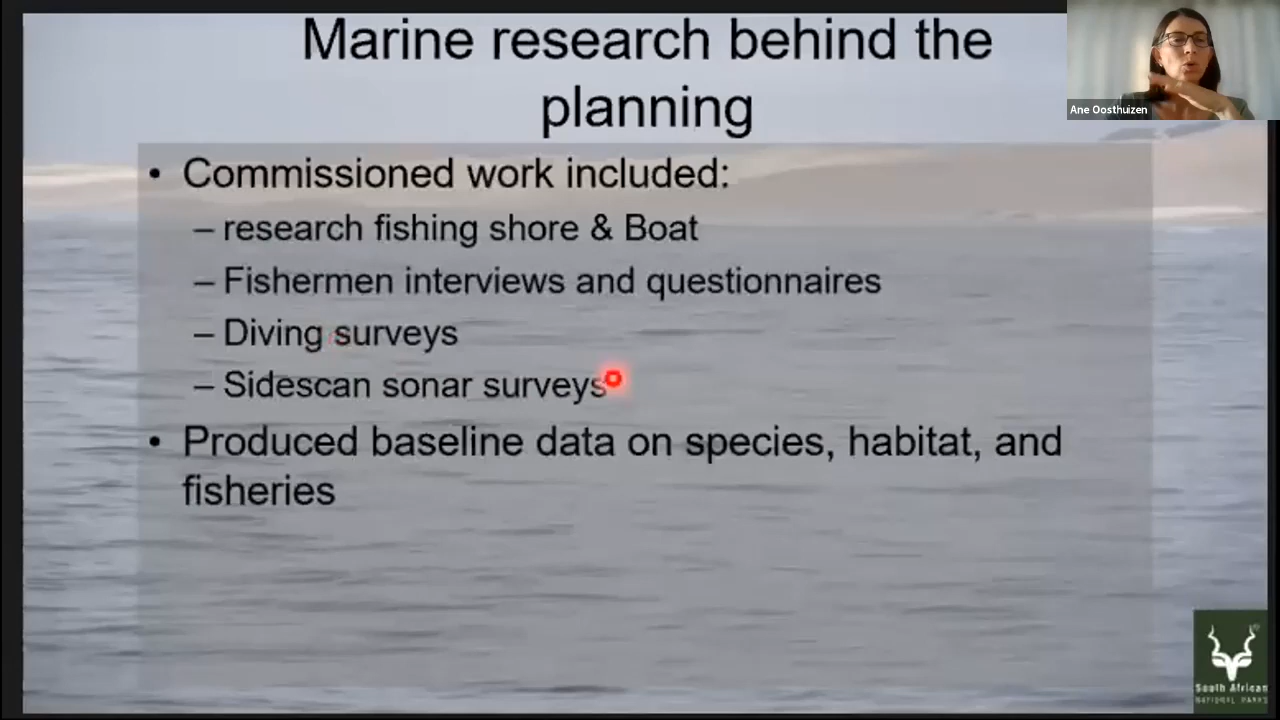 Marine research behind the
planning
Ane Oosthuizen
• Commissioned work included:
– research fishing shore & Boat
– Fishermen interviews and questionnaires
– Diving surveys
– Sidescan sonar surveys
• Produced baseline data on species, habitat, and
fisheries
South African
NATIONAL PARKS